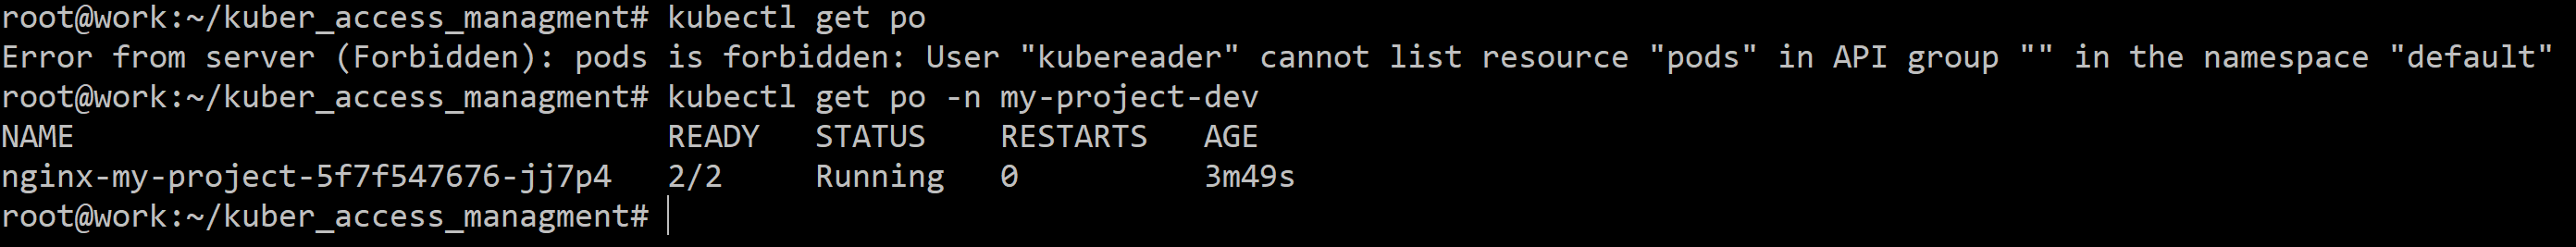 root@work:~/kuber_access_managment# kubectl get po
Error from server (Forbidden): pods is forbidden: User "kubereader" cannot list resource "pods" in API group "" in the namespace "default"
root@work:~/kuber_access_managment# kubectl get po -n my-project-dev
NAME                                READY   STATUS    RESTARTS   AGE
nginx-my-project-5f7f547676-jj7p4   2/2     Running   0          3m49s
root@work:~/kuber_access_managment#